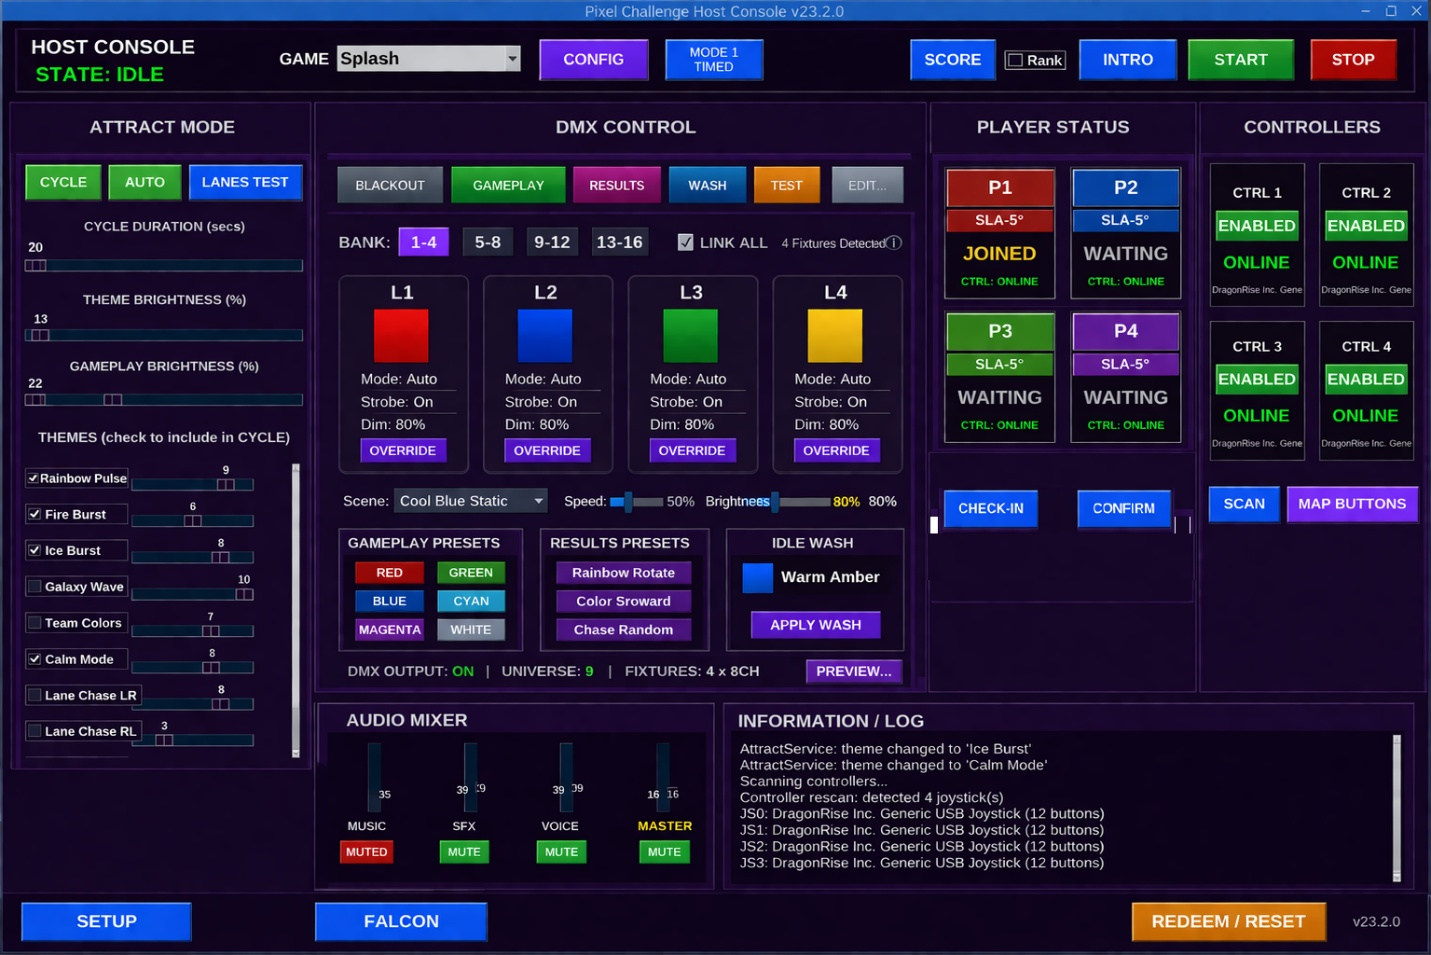 Pixel Challenge Host Console v23.2.0
HOST CONSOLE
STATE: IDLE
GAME Splash
CONFIG
MODE 1
TIMED
SCORE
Rank
INTRO
START
STOP
ATTRACT MODE
CYCLE AUTO LANES TEST
CYCLE DURATION (secs)
20
THEME BRIGHTNESS (%)
13
GAMEPLAY BRIGHTNESS (%)
22
THEMES (check to include in CYCLE)
Rainbow Pulse 9
Fire Burst 6
Ice Burst 8
Galaxy Wave 10
Team Colors 7
Calm Mode 8
Lane Chase LR 8
Lane Chase RL 3
DMX CONTROL
BLACKOUT GAMEPLAY RESULTS WASH TEST EDIT...
BANK: 1-4 5-8 9-12 13-16 LINK ALL 4 Fixtures Detected
L1
Mode: Auto
Strobe: On
Dim: 80%
OVERRIDE
L2
Mode: Auto
Strobe: On
Dim: 80%
OVERRIDE
L3
Mode: Auto
Strobe: On
Dim: 80%
OVERRIDE
L4
Mode: Auto
Strobe: On
Dim: 80%
OVERRIDE
Scene: Cool Blue Static Speed: 50% Brightness 80% 80%
GAMEPLAY PRESETS
RED GREEN
BLUE CYAN
MAGENTA WHITE
RESULTS PRESETS
Rainbow Rotate
Color Sroward
Chase Random
IDLE WASH
Warm Amber
APPLY WASH
DMX OUTPUT: ON | UNIVERSE: 9 | FIXTURES: 4 x 8CH PREVIEW...
PLAYER STATUS
P1
SLA-5°
JOINED
CTRL: ONLINE
P2
SLA-5°
WAITING
CTRL: ONLINE
P3
SLA-5°
WAITING
CTRL: ONLINE
P4
SLA-5°
WAITING
CTRL: ONLINE
CHECK-IN CONFIRM
CONTROLLERS
CTRL 1
ENABLED
ONLINE
DragonRise Inc. Gene
CTRL 2
ENABLED
ONLINE
DragonRise Inc. Gene
CTRL 3
ENABLED
ONLINE
DragonRise Inc. Gene
CTRL 4
ENABLED
ONLINE
DragonRise Inc. Gene
SCAN MAP BUTTONS
AUDIO MIXER
35
39
39 39
16 16
MUSIC SFX VOICE MASTER
MUTED MUTE MUTE MUTE
INFORMATION / LOG
AttractService: theme changed to 'Ice Burst'
AttractService: theme changed to 'Calm Mode'
Scanning controllers...
Controller rescan: detected 4 joystick(s)
JS0: DragonRise Inc. Generic USB Joystick (12 buttons)
JS1: DragonRise Inc. Generic USB Joystick (12 buttons)
JS2: DragonRise Inc. Generic USB Joystick (12 buttons)
JS3: DragonRise Inc. Generic USB Joystick (12 buttons)
SETUP
FALCON
REDEEM / RESET
v23.2.0